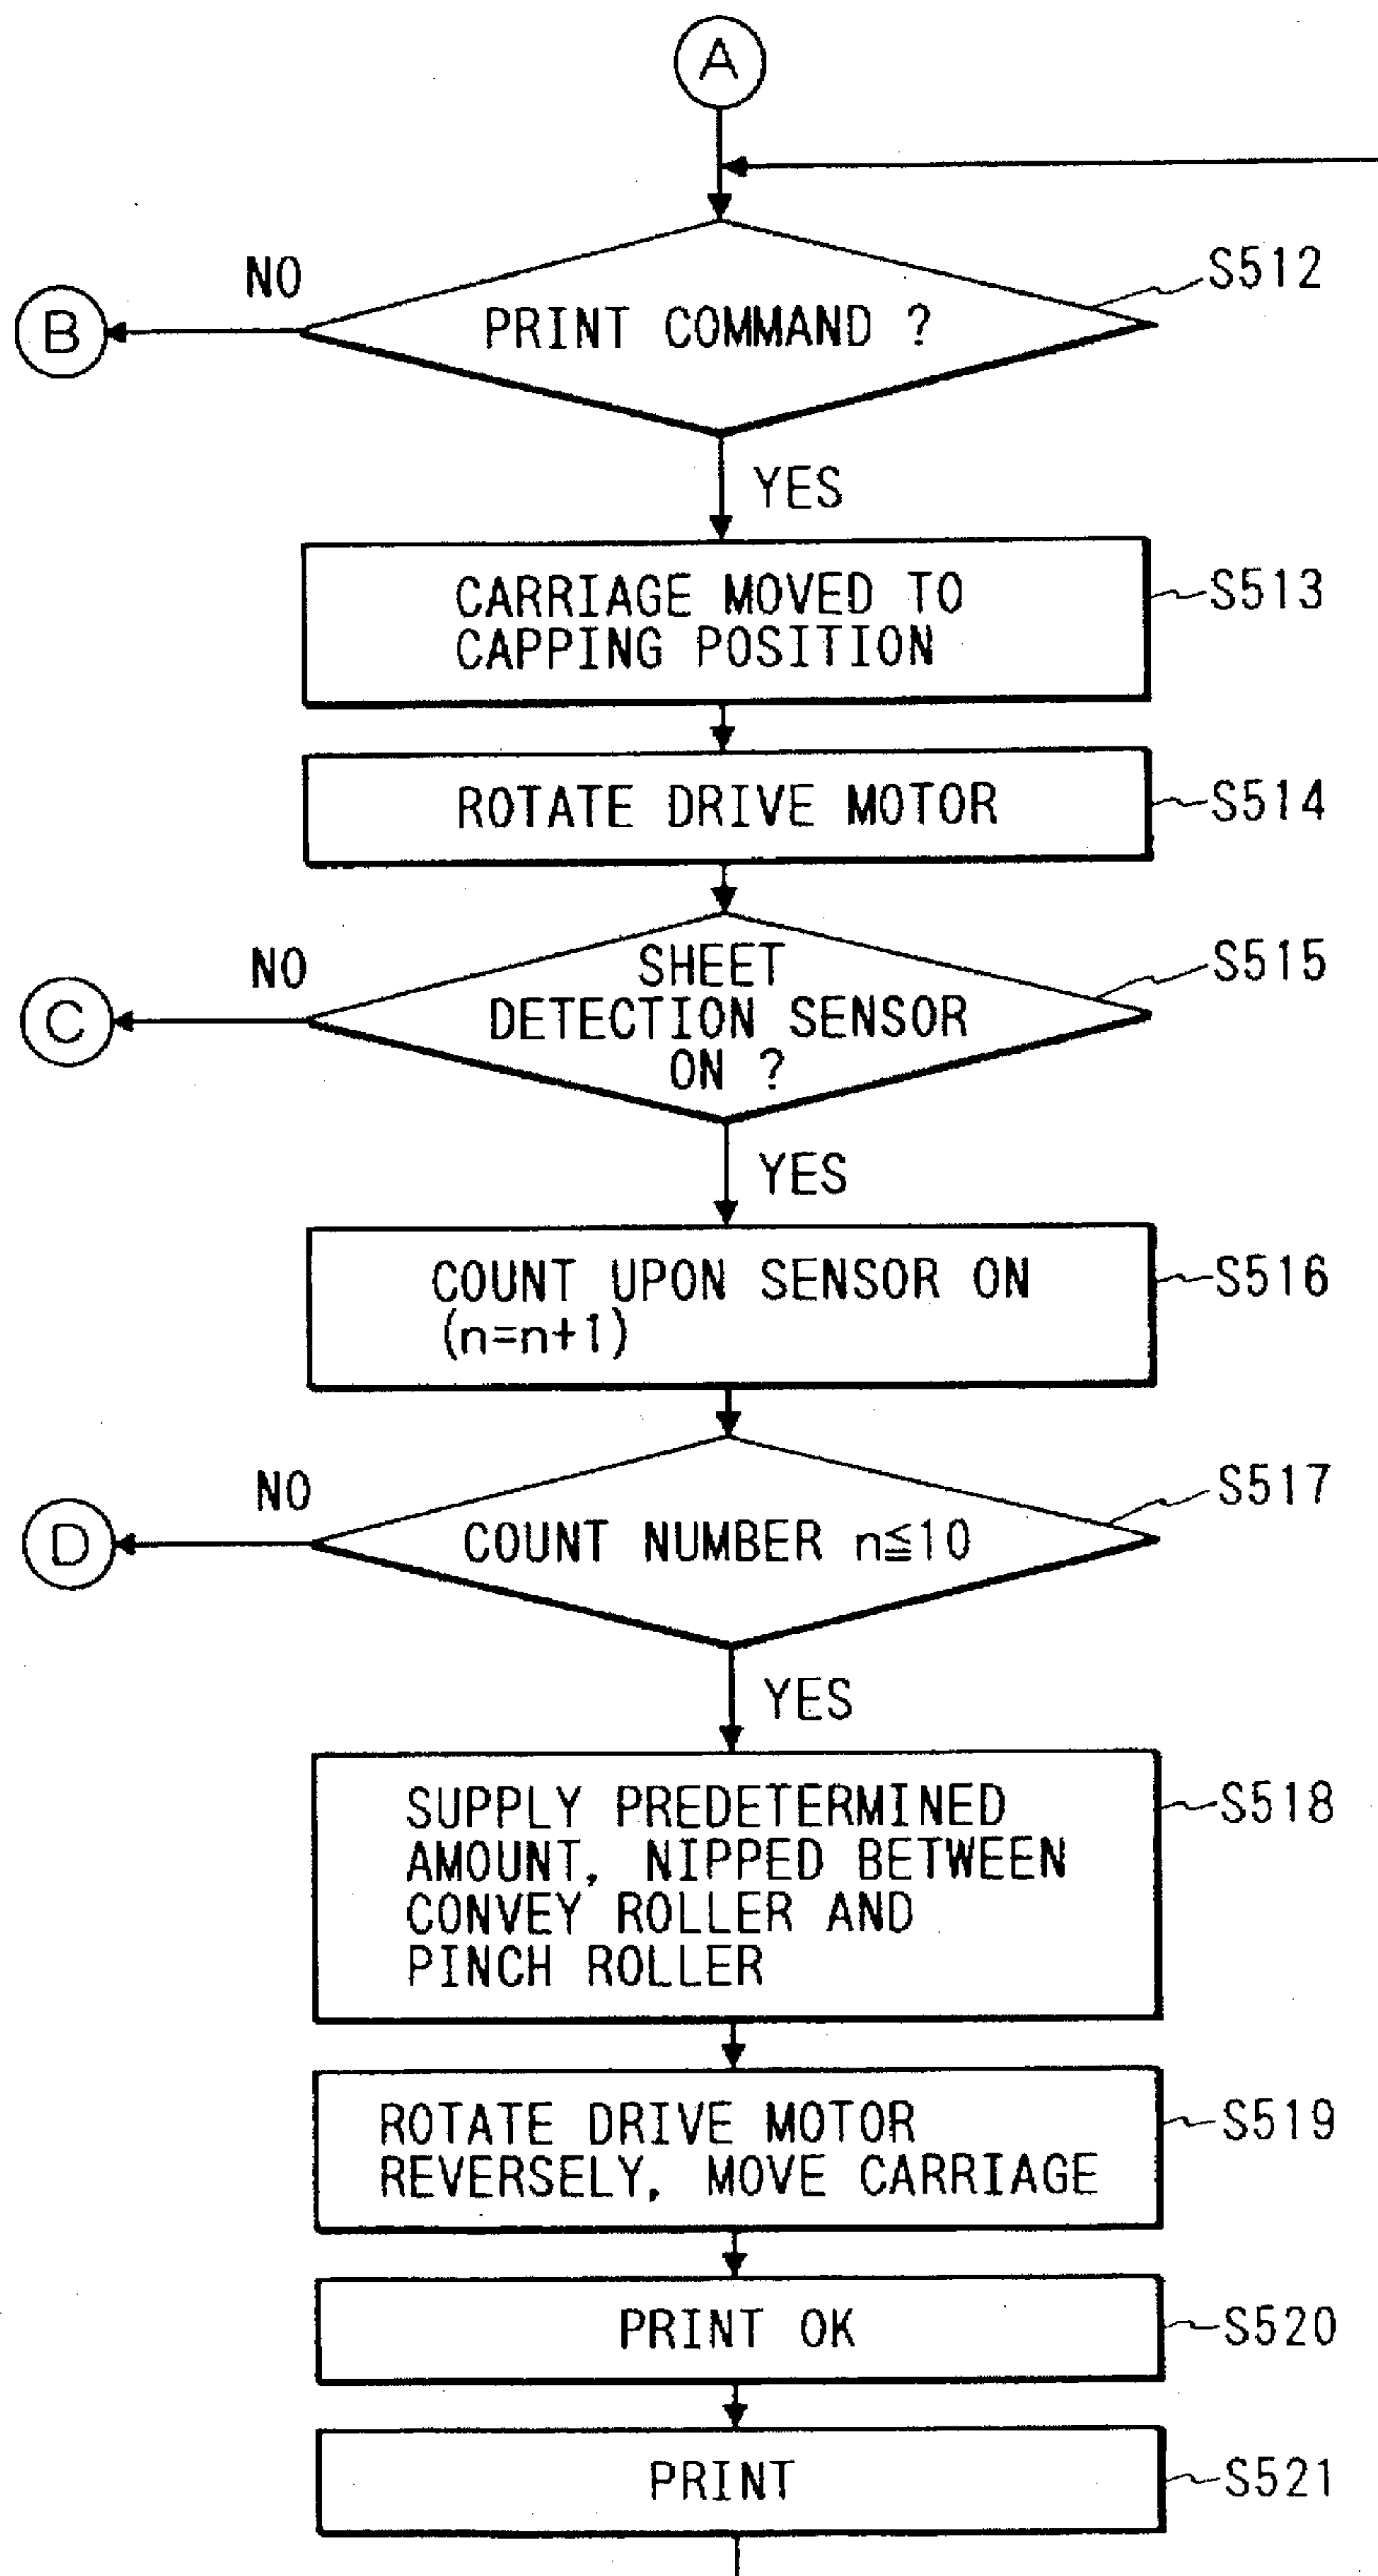 A
NO
S512
B
PRINT COMMAND ?
YES
CARRIAGE MOVED TO
CAPPING POSITION
S513
ROTATE DRIVE MOTOR
S514
NO
SHEET
DETECTION SENSOR
ON ?
S515
C
YES
COUNT UPON SENSOR ON
(n=n+1)
S516
NO
S517
D
COUNT NUMBER n≦10
YES
SUPPLY PREDETERMINED
AMOUNT, NIPPED BETWEEN
CONVEY ROLLER AND
PINCH ROLLER
S518
ROTATE DRIVE MOTOR
REVERSELY, MOVE CARRIAGE
S519
PRINT OK
S520
PRINT
S521